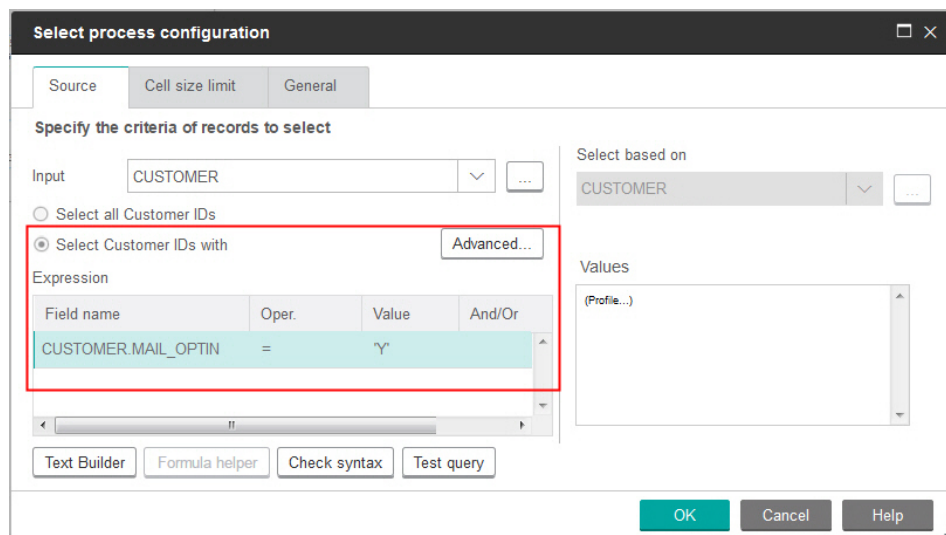 Select process configuration
Source Cell size limit General
Specify the criteria of records to select
Input CUSTOMER ...
Select all Customer IDs
Select Customer IDs with Advanced...
Expression
Field name Oper. Value And/Or
CUSTOMER.MAIL_OPTIN = 'Y'
Text Builder Formula helper Check syntax Test query
Select based on
CUSTOMER ...
Values
(Profile...)
OK Cancel Help